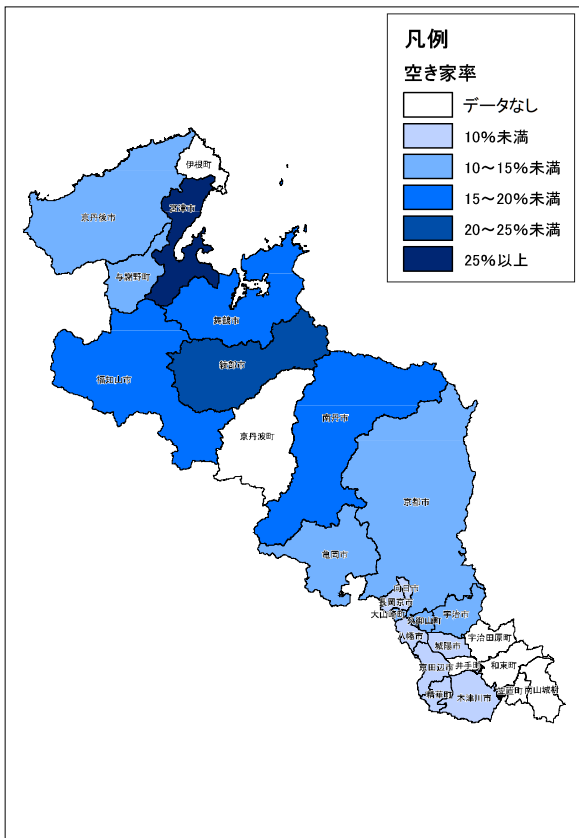 凡例
空き家率
データなし
10%未満
10～15%未満
15～20%未満
20～25%未満
25%以上
伊根町
宮津市
京丹後市
与謝野町
舞鶴市
綾部市
福知山市
京丹波町
南丹市
京都市
亀岡市
向日市
長岡京市
大山崎町
久御山町
宇治市
宇治田原町
八幡市
城陽市
井手町
和東町
京田辺市
精華町
木津川市
笠置町
南山城村